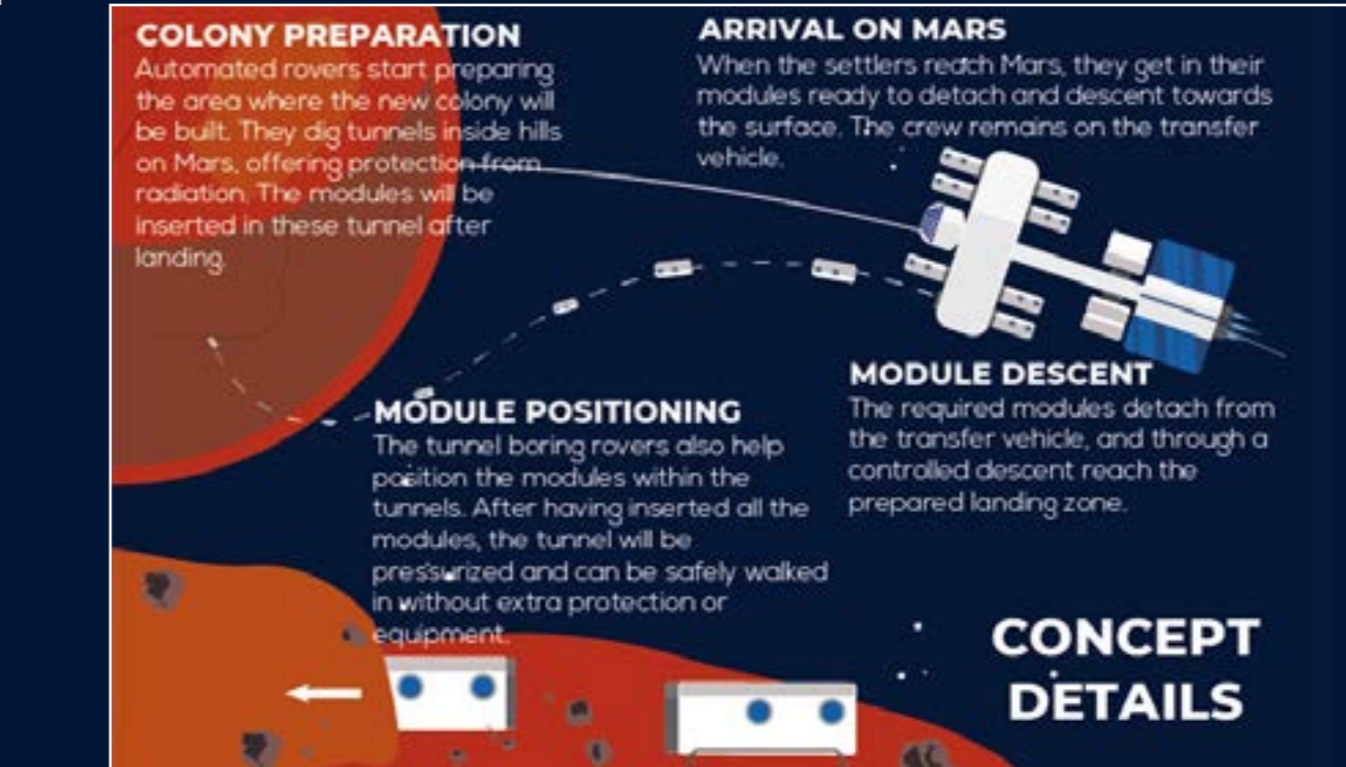 COLONY PREPARATION
Automated rovers start preparing
the area where the new colony will
be built. They dig tunnels inside hills
on Mars, offering protection from
radiation. The modules will be
inserted in these tunnel after
landing.
ARRIVAL ON MARS
When the settlers reach Mars, they get in their
modules ready to detach and descent towards
the surface. The crew remains on the transfer
vehicle.
MODULE DESCENT
The required modules detach from
the transfer vehicle, and through a
controlled descent reach the
prepared landing zone.
MODULE POSITIONING
The tunnel boring rovers also help
position the modules within the
tunnels. After having inserted all the
modules, the tunnel will be
pressurized and can be safely walked
in without extra protection or
equipment.
CONCEPT
DETAILS